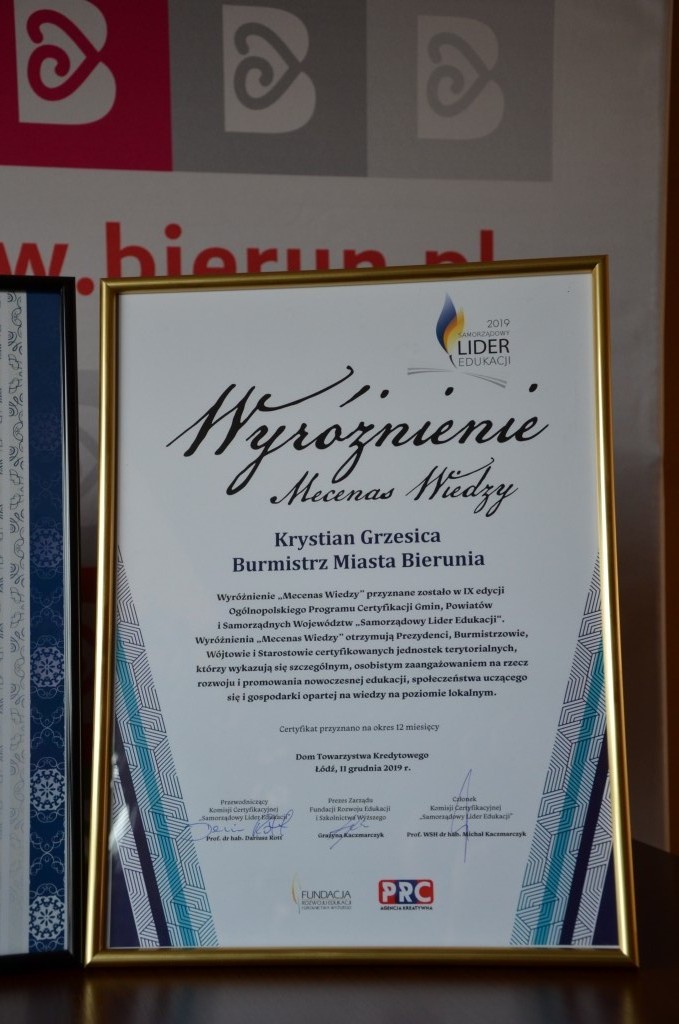 w.bierun.pl
2019
SAMORZĄDOWY
LIDER
EDUKACJI
Wyróżnienie
Mecenas Wiedzy
Krystian Grzesica
Burmistrz Miasta Bierunia
Wyróżnienie „Mecenas Wiedzy” przyznane zostało w IX edycji
Ogólnopolskiego Programu Certyfikacji Gmin, Powiatów
i Samorządnych Województw „Samorządowy Lider Edukacji”.
Wyróżnienia „Mecenas Wiedzy” otrzymują Prezydenci, Burmistrzowie,
Wójtowie i Starostowie certyfikowanych jednostek terytorialnych,
którzy wykazują się szczególnym, osobistym zaangażowaniem na rzecz
rozwoju i promowania nowoczesnej edukacji, społeczeństwa uczącego
się i gospodarki opartej na wiedzy na poziomie lokalnym.
Certyfikat przyznano na okres 12 miesięcy
Dom Towarzystwa Kredytowego
Łódź, 11 grudnia 2019 r.
Przewodniczący
Komisji Certyfikacyjnej
„Samorządowy Lider Edukacji”
Prof. dr hab. Dariusz Rott
Prezes Zarządu
Fundacji Rozwoju Edukacji
i Szkolnictwa Wyższego
Grażyna Kaczmarczyk
Członek
Komisji Certyfikacyjnej
„Samorządowy Lider Edukacji”
Prof. WSH dr hab. Michał Kaczmarczyk
FUNDACJA
ROZWOJU EDUKACJI
I SZKOLNICTWA WYŻSZEGO
PRC
AGENCJA KREATYWNA